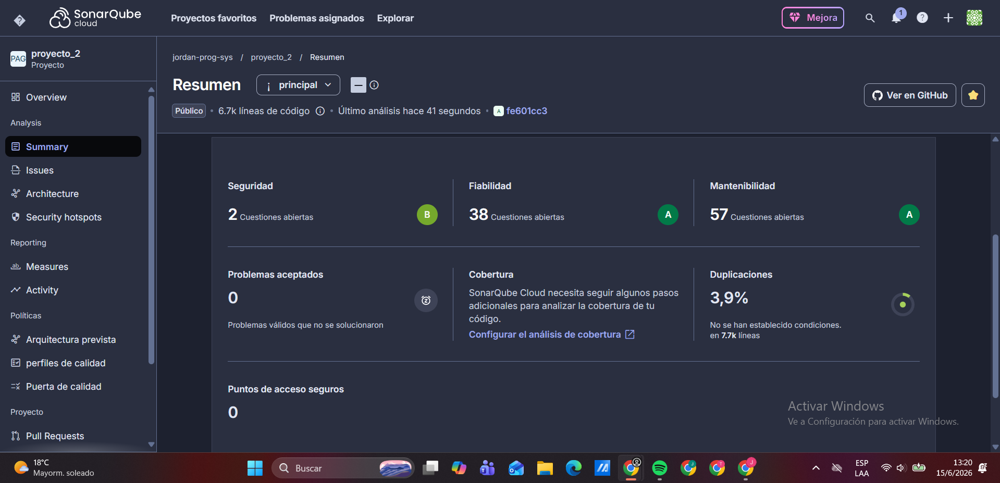 SonarQube cloud
Proyectos favoritos
Problemas asignados
Explorar
Mejora
1
PAG
proyecto_2
Proyecto
Overview
Analysis
Summary
Issues
Architecture
Security hotspots
Reporting
Measures
Activity
Políticas
Arquitectura prevista
perfiles de calidad
Puerta de calidad
Proyecto
Pull Requests
jordan-prog-sys / proyecto_2 / Resumen
Resumen
principal
Público • 6.7k líneas de código • Último análisis hace 41 segundos • A fe601cc3
Ver en GitHub
Seguridad
2 Cuestiones abiertas
B
Fiabilidad
38 Cuestiones abiertas
A
Mantenibilidad
57 Cuestiones abiertas
A
Problemas aceptados
0
Problemas válidos que no se solucionaron
Cobertura
SonarQube Cloud necesita seguir algunos pasos
adicionales para analizar la cobertura de tu
código.
Configurar el análisis de cobertura
Duplicaciones
3,9%
No se han establecido condiciones.
en 7.7k líneas
Puntos de acceso seguros
0
Activar Windows
Ve a Configuración para activar Windows.
18°C
Mayorm. soleado
Buscar
ESP
LAA
13:20
15/6/2026